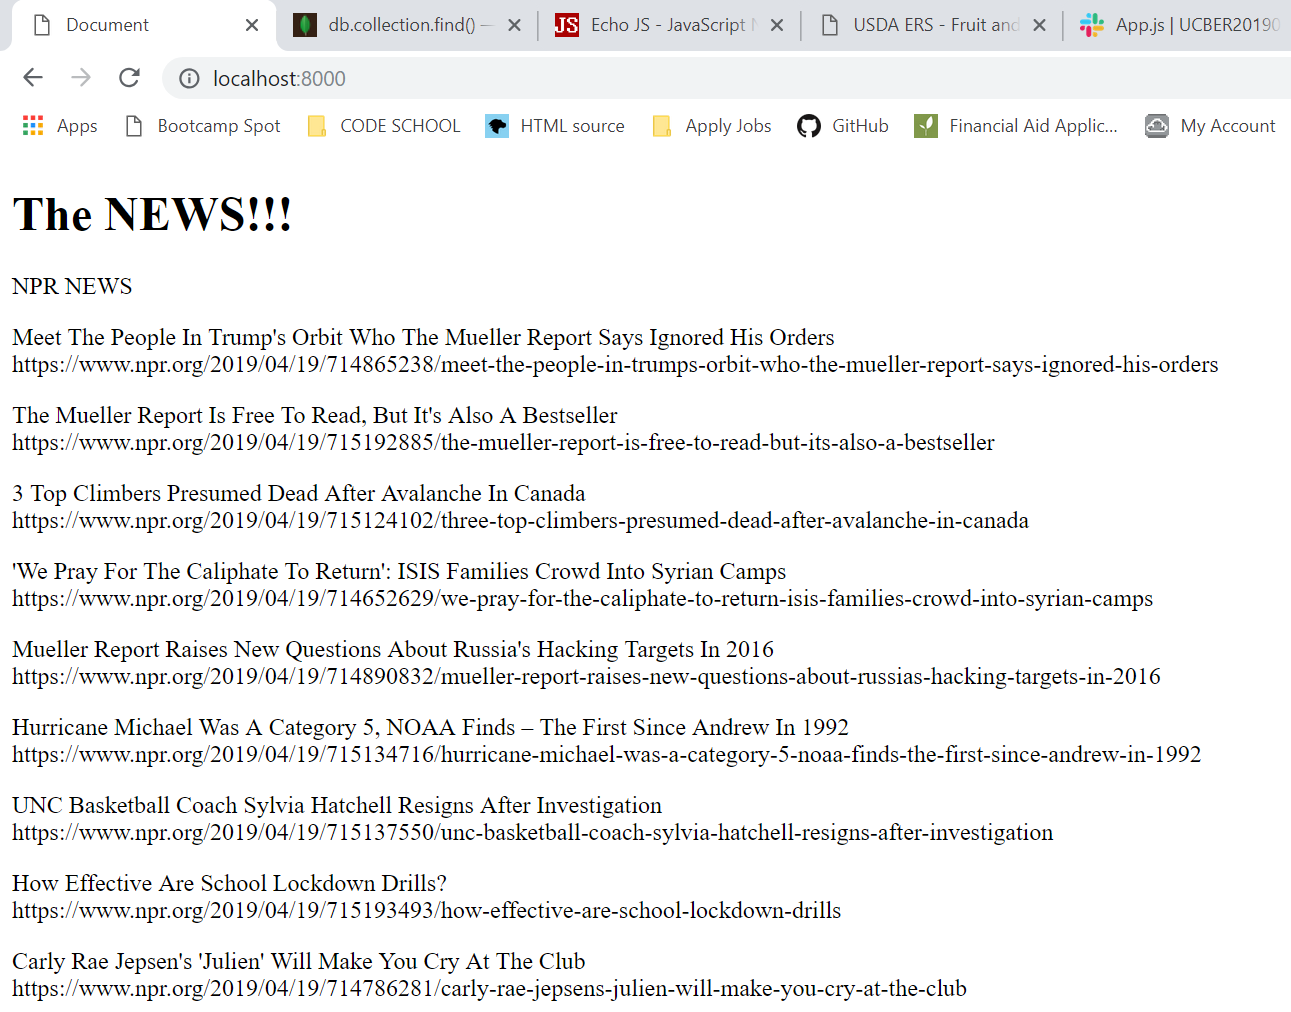 Document
db.collection.find() —
JS
Echo JS - JavaScript N
USDA ERS - Fruit and
App.js | UCBER20190
localhost:8000
Apps
Bootcamp Spot
CODE SCHOOL
HTML source
Apply Jobs
GitHub
Financial Aid Applic...
My Account
The NEWS!!!
NPR NEWS
Meet The People In Trump's Orbit Who The Mueller Report Says Ignored His Orders
https://www.npr.org/2019/04/19/714865238/meet-the-people-in-trumps-orbit-who-the-mueller-report-says-ignored-his-orders
The Mueller Report Is Free To Read, But It's Also A Bestseller
https://www.npr.org/2019/04/19/715192885/the-mueller-report-is-free-to-read-but-its-also-a-bestseller
3 Top Climbers Presumed Dead After Avalanche In Canada
https://www.npr.org/2019/04/19/715124102/three-top-climbers-presumed-dead-after-avalanche-in-canada
'We Pray For The Caliphate To Return': ISIS Families Crowd Into Syrian Camps
https://www.npr.org/2019/04/19/714652629/we-pray-for-the-caliphate-to-return-isis-families-crowd-into-syrian-camps
Mueller Report Raises New Questions About Russia's Hacking Targets In 2016
https://www.npr.org/2019/04/19/714890832/mueller-report-raises-new-questions-about-russias-hacking-targets-in-2016
Hurricane Michael Was A Category 5, NOAA Finds – The First Since Andrew In 1992
https://www.npr.org/2019/04/19/715134716/hurricane-michael-was-a-category-5-noaa-finds-the-first-since-andrew-in-1992
UNC Basketball Coach Sylvia Hatchell Resigns After Investigation
https://www.npr.org/2019/04/19/715137550/unc-basketball-coach-sylvia-hatchell-resigns-after-investigation
How Effective Are School Lockdown Drills?
https://www.npr.org/2019/04/19/715193493/how-effective-are-school-lockdown-drills
Carly Rae Jepsen's 'Julien' Will Make You Cry At The Club
https://www.npr.org/2019/04/19/714786281/carly-rae-jepsens-julien-will-make-you-cry-at-the-club